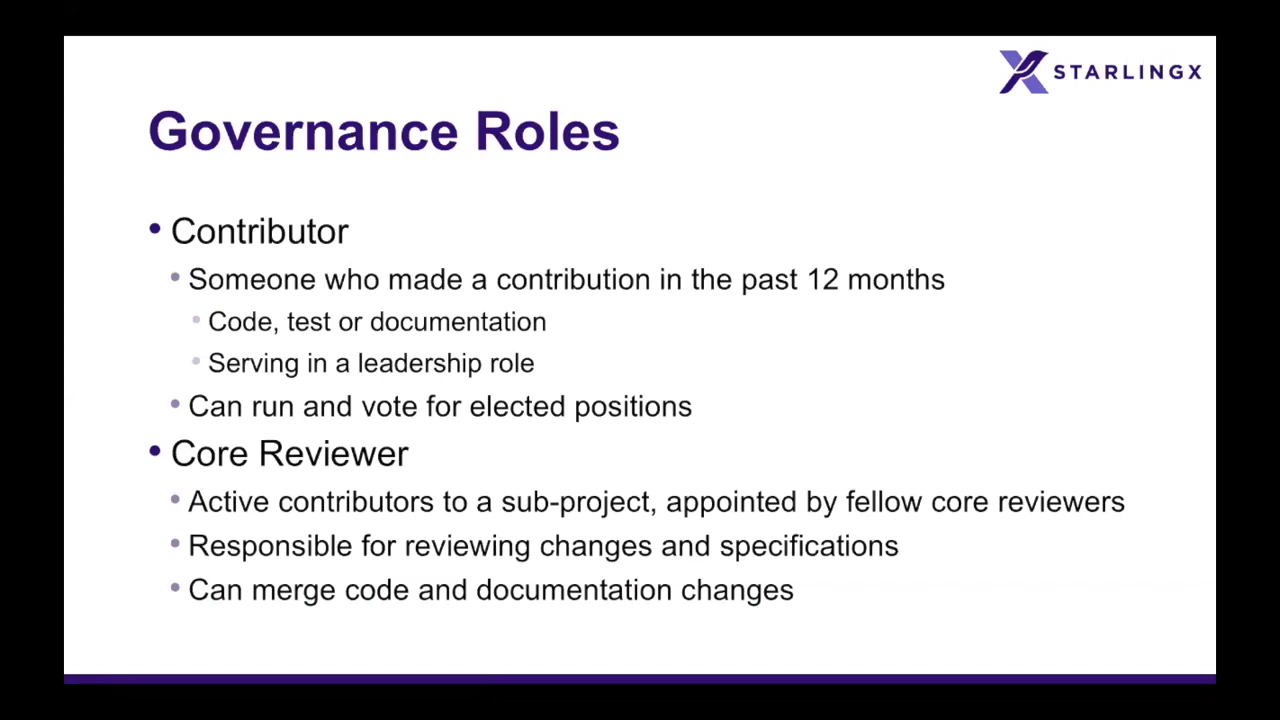 STARLINGX
Governance Roles
• Contributor
• Someone who made a contribution in the past 12 months
• Code, test or documentation
• Serving in a leadership role
• Can run and vote for elected positions
• Core Reviewer
• Active contributors to a sub-project, appointed by fellow core reviewers
• Responsible for reviewing changes and specifications
• Can merge code and documentation changes